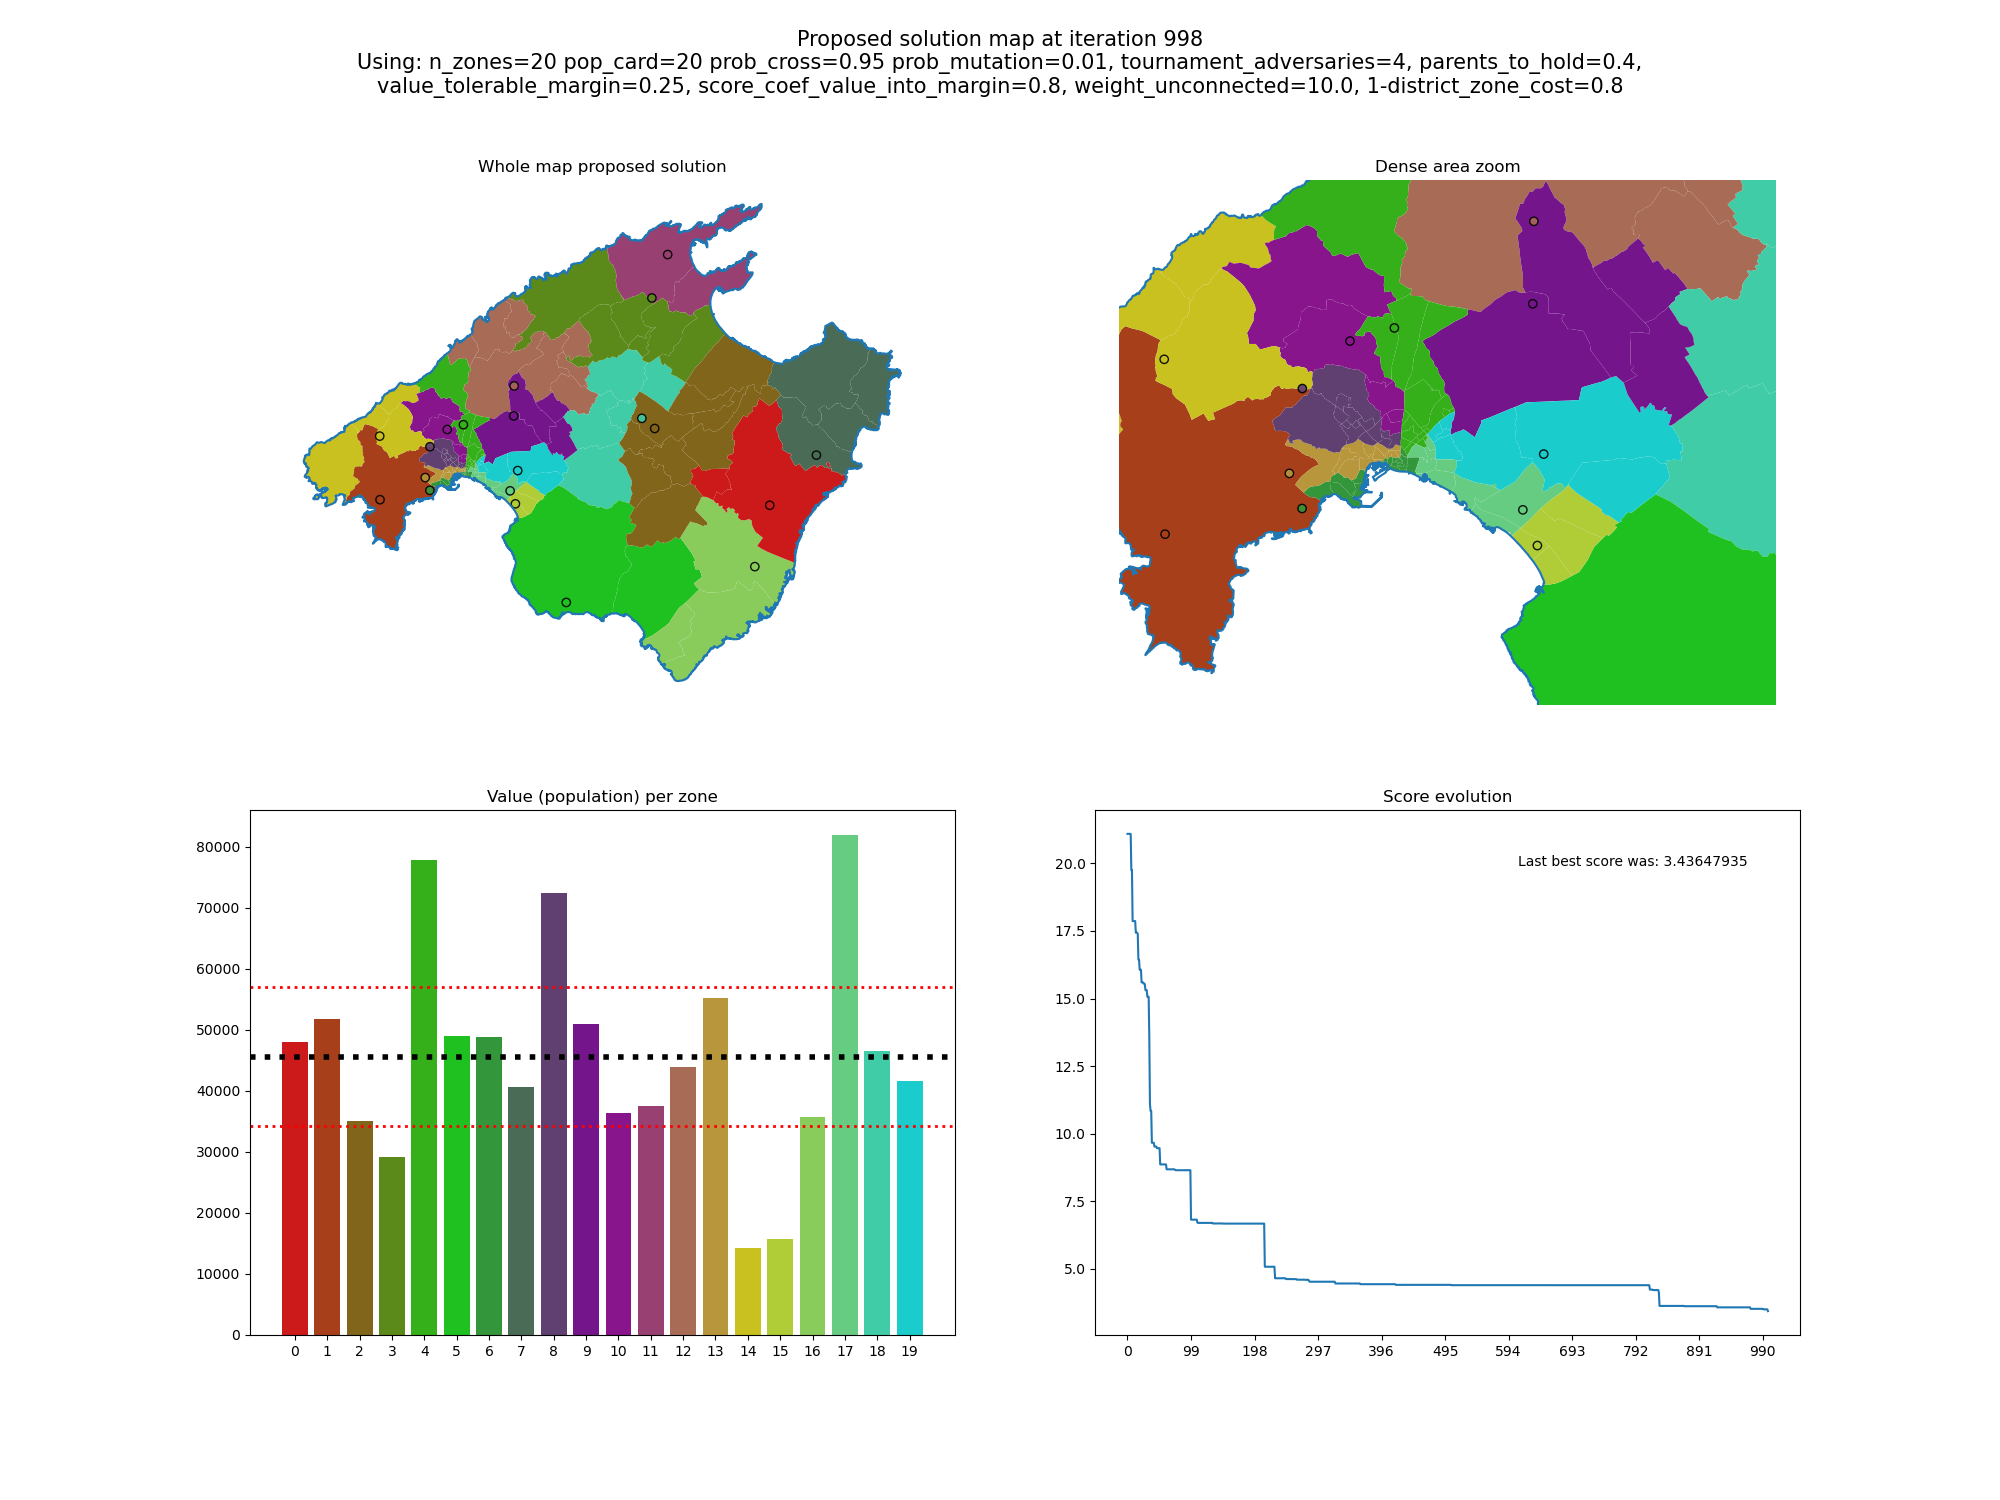 Proposed solution map at iteration 998
Using: n_zones=20 pop_card=20 prob_cross=0.95 prob_mutation=0.01, tournament_adversaries=4, parents_to_hold=0.4,
value_tolerable_margin=0.25, score_coef_value_into_margin=0.8, weight_unconnected=10.0, 1-district_zone_cost=0.8
Whole map proposed solution
Dense area zoom
Value (population) per zone
80000
70000
60000
50000
40000
30000
20000
10000
0
0 1 2 3 4 5 6 7 8 9 10 11 12 13 14 15 16 17 18 19
Score evolution
Last best score was: 3.43647935
20.0
17.5
15.0
12.5
10.0
7.5
5.0
0 99 198 297 396 495 594 693 792 891 990